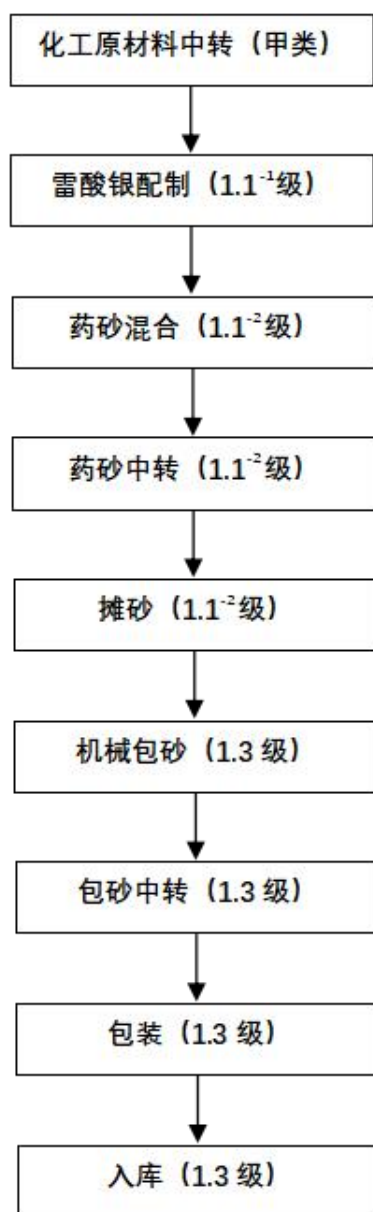 化工原材料中转（甲类）
雷酸银配制（1.1⁻¹级）
药砂混合（1.1⁻²级）
药砂中转（1.1⁻²级）
摊砂（1.1⁻²级）
机械包砂（1.3 级）
包砂中转（1.3 级）
包装（1.3 级）
入库（1.3 级）